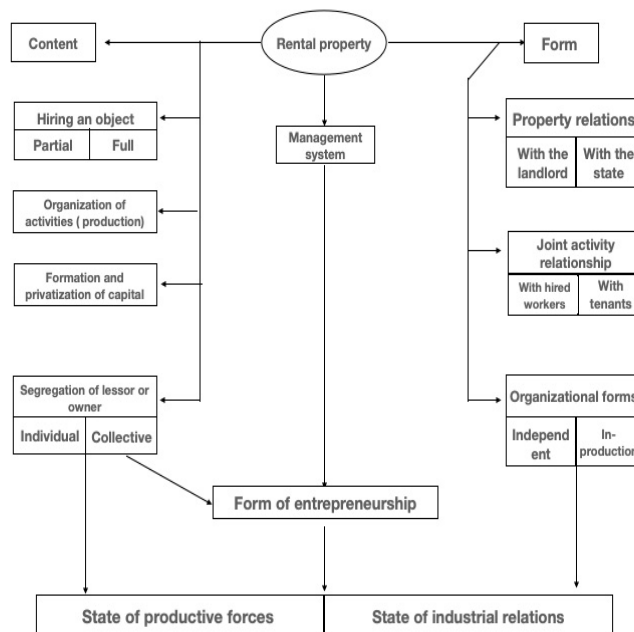 Content
Rental property
Form
Hiring an object
Partial
Full
Management
system
Property relations
With the
landlord
With the
state
Organization of
activities ( production)
Joint activity
relationship
With hired
workers
With
tenants
Formation and
privatization of capital
Segregation of lessor or
owner
Individual
Collective
Organizational forms
Independ
ent
In-
production
Form of entrepreneurship
State of productive forces
State of industrial relations